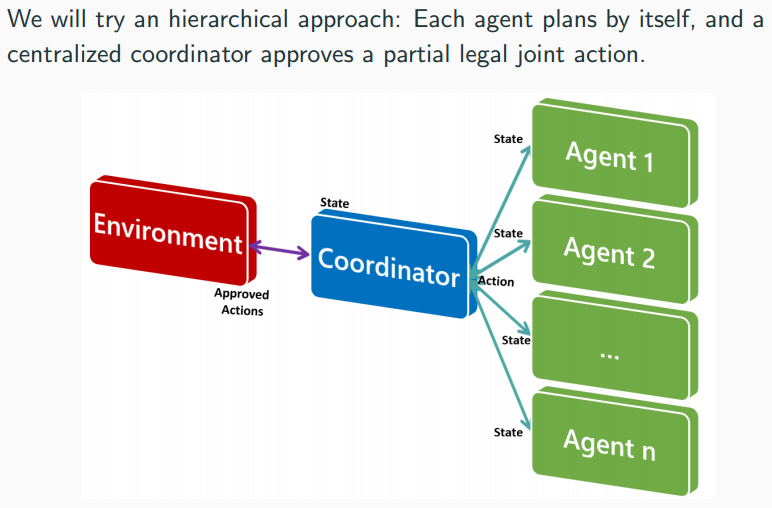 We will try an hierarchical approach: Each agent plans by itself, and a
centralized coordinator approves a partial legal joint action.
State
Agent 1
Environment
State
State
Agent 2
Coordinator
Action
Approved
Actions
State
...
State
Agent n